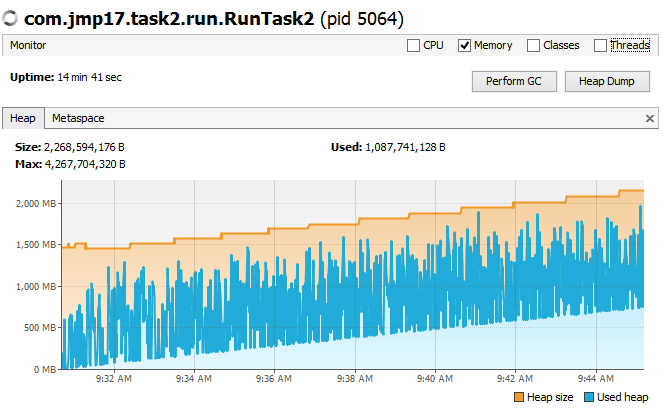 com.jmp17.task2.run.RunTask2 (pid 5064)
Monitor CPU Memory Classes Threads
Uptime: 14 min 41 sec Perform GC Heap Dump
Heap Metaspace
Size: 2,268,594,176 B Used: 1,087,741,128 B
Max: 4,267,704,320 B
2,000 MB
1,500 MB
1,000 MB
500 MB
0 MB
9:32 AM 9:34 AM 9:36 AM 9:38 AM 9:40 AM 9:42 AM 9:44 AM
Heap size Used heap